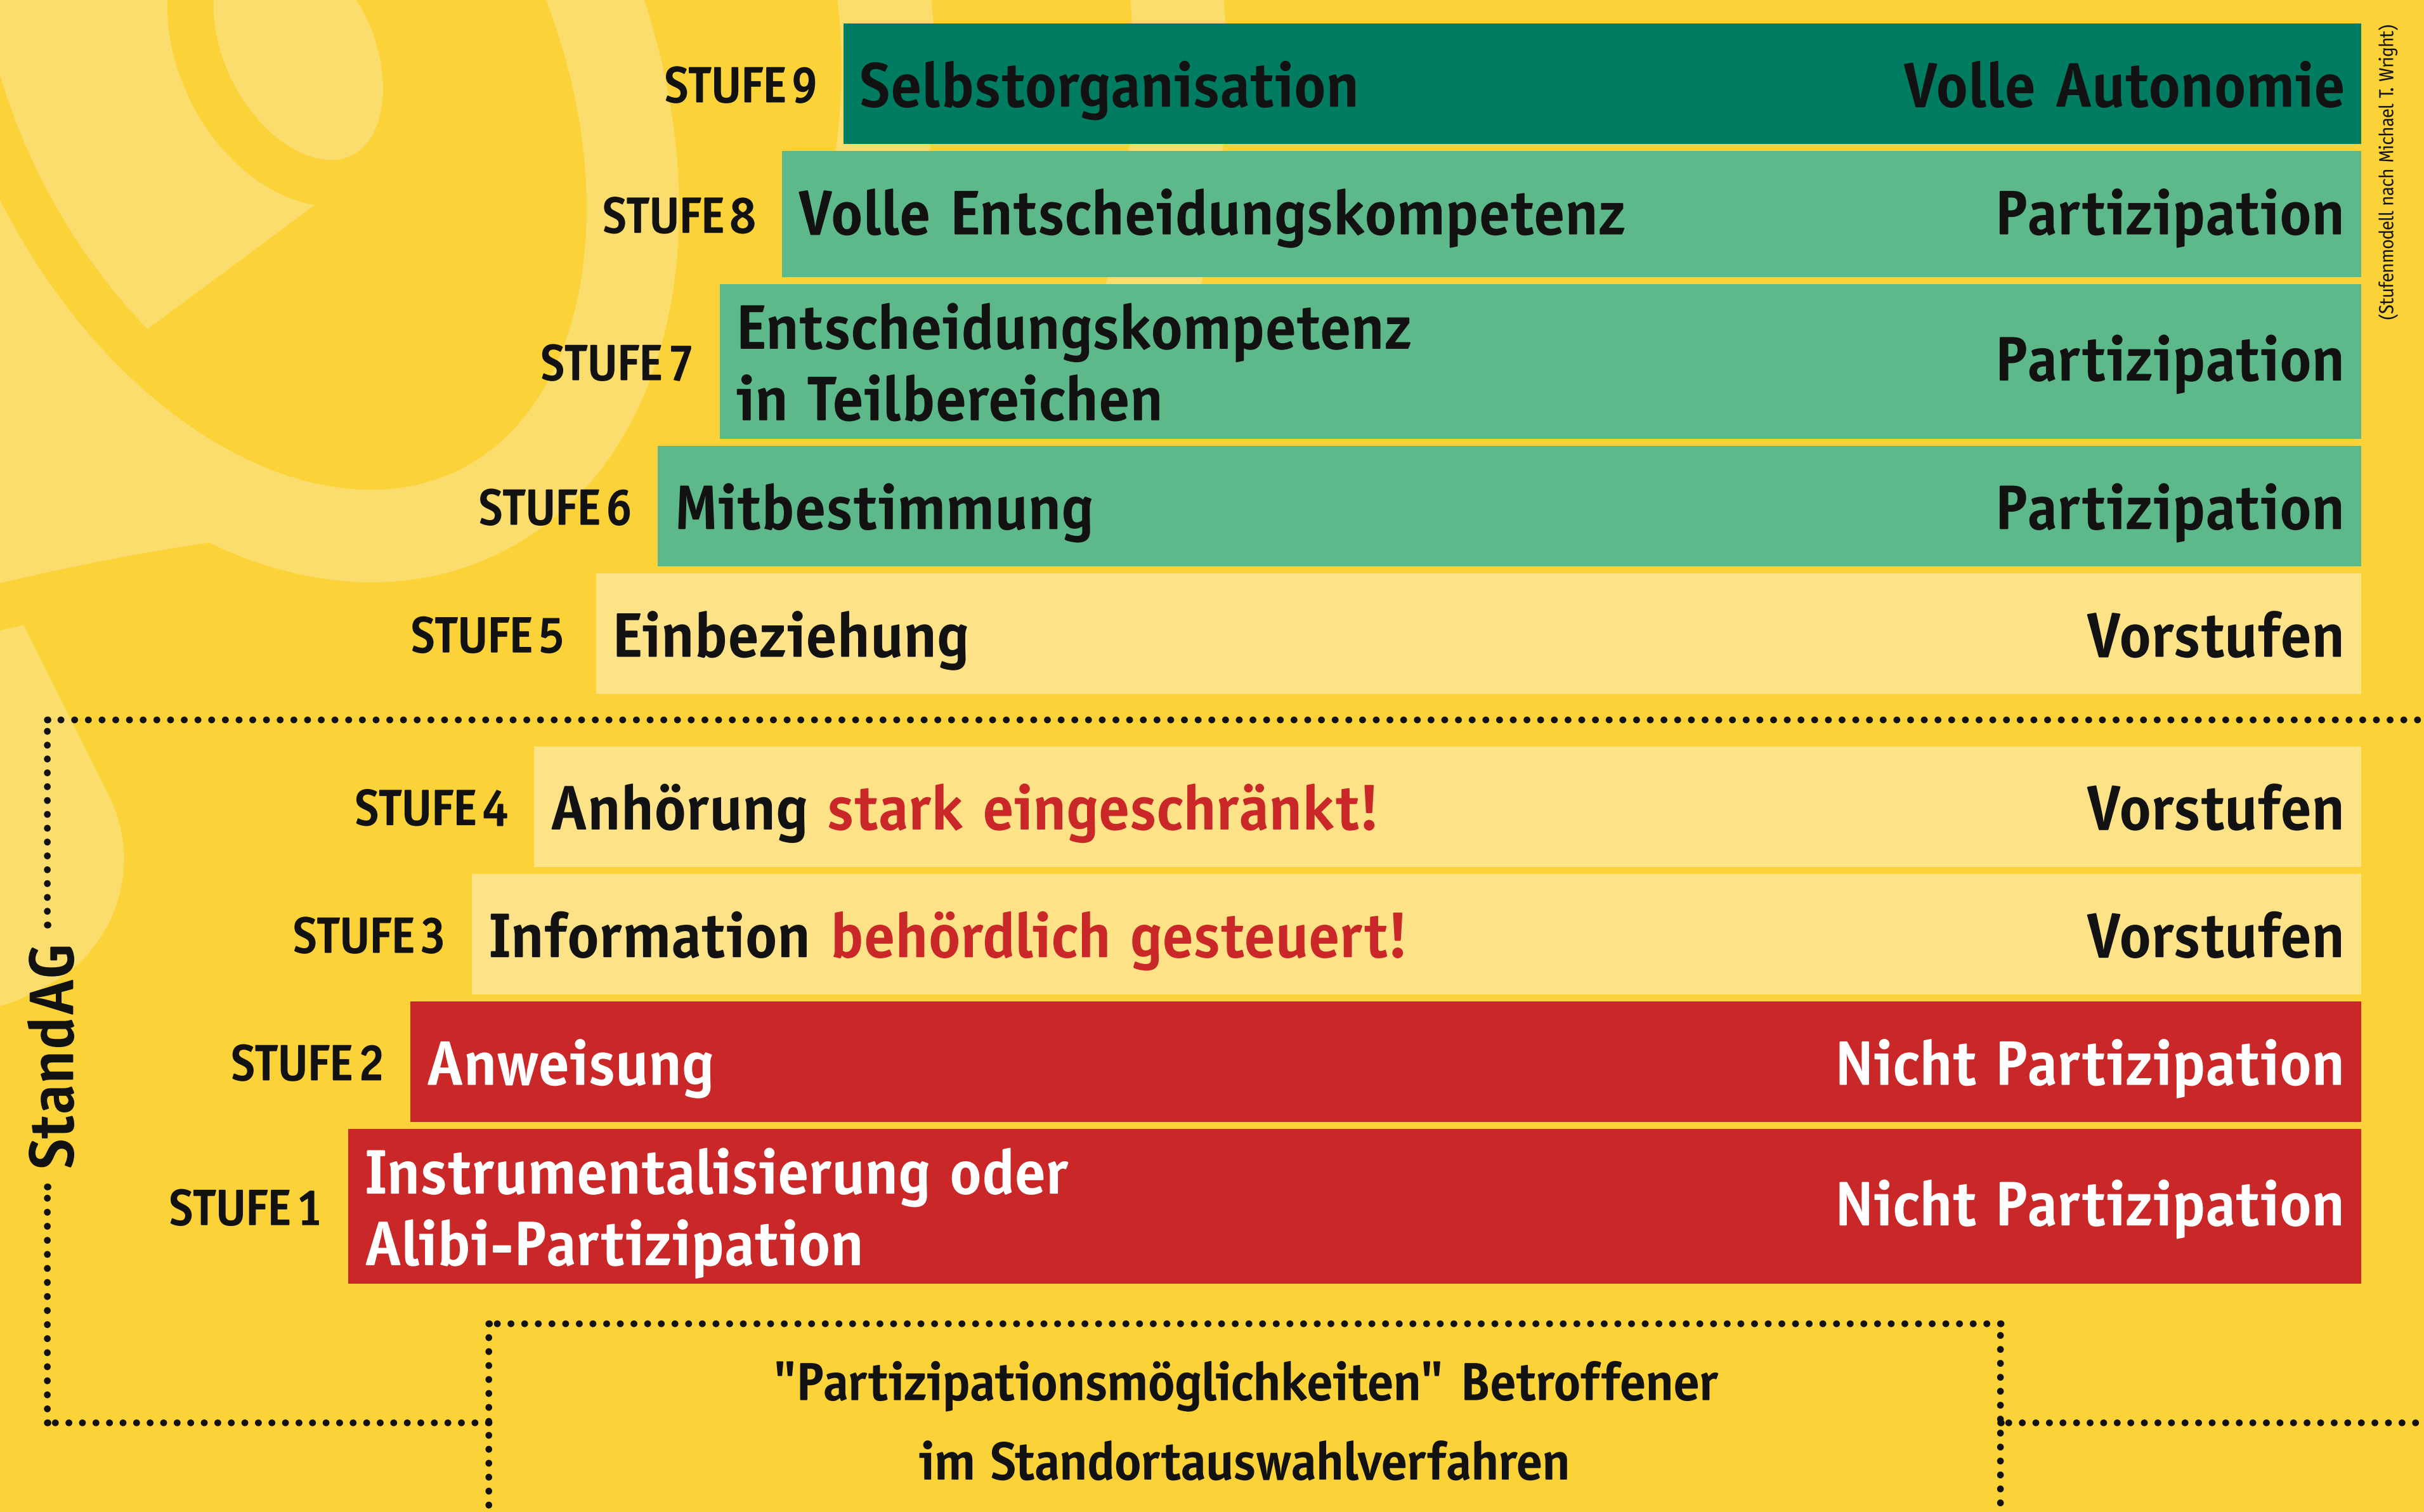 STUFE 9 Selbstorganisation Volle Autonomie
(Stufenmodell nach Michael T. Wright)
STUFE 8 Volle Entscheidungskompetenz Partizipation
STUFE 7 Entscheidungskompetenz
in Teilbereichen Partizipation
STUFE 6 Mitbestimmung Partizipation
STUFE 5 Einbeziehung Vorstufen
StandAG
STUFE 4 Anhörung stark eingeschränkt! Vorstufen
STUFE 3 Information behördlich gesteuert! Vorstufen
STUFE 2 Anweisung Nicht Partizipation
STUFE 1 Instrumentalisierung oder
Alibi-Partizipation Nicht Partizipation
"Partizipationsmöglichkeiten" Betroffener
im Standortauswahlverfahren